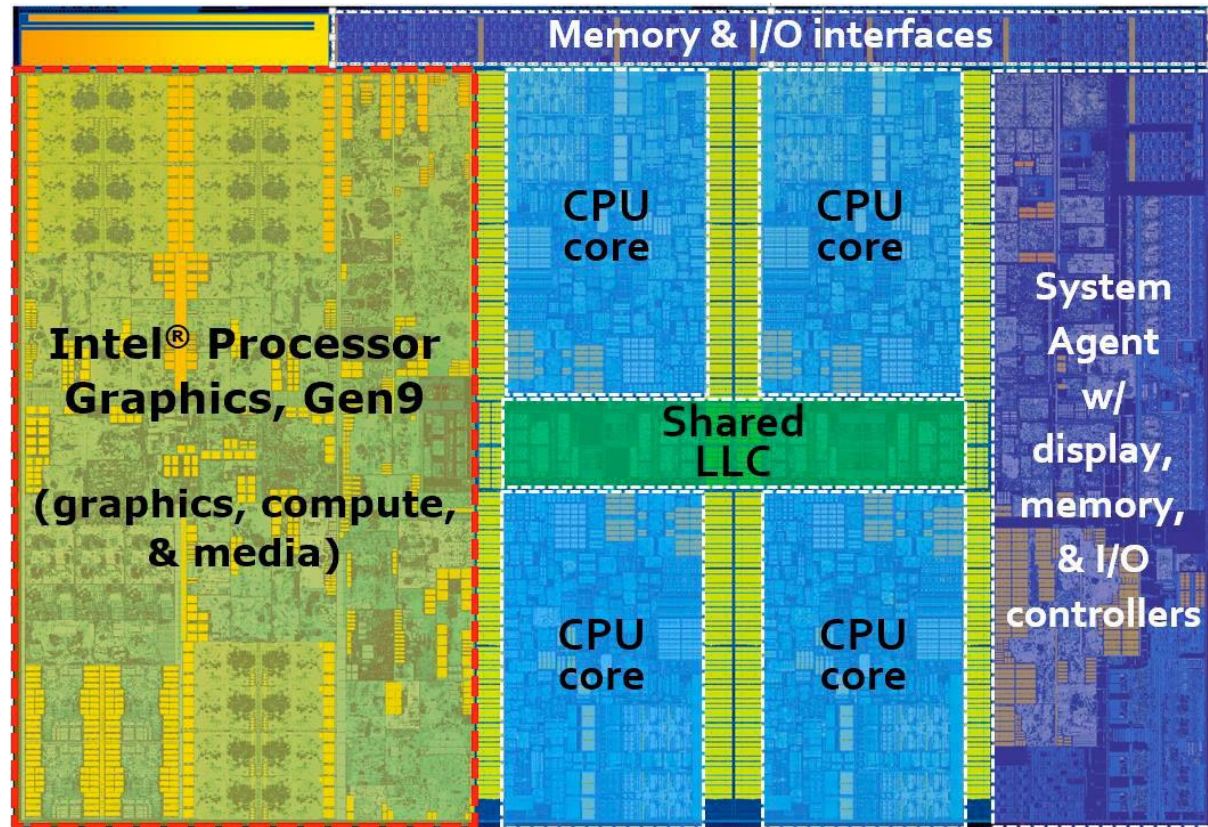 Memory & I/O interfaces
Intel® Processor
Graphics, Gen9
(graphics, compute,
& media)
CPU
core
CPU
core
Shared
LLC
CPU
core
CPU
core
System
Agent
w/
display,
memory,
& I/O
controllers